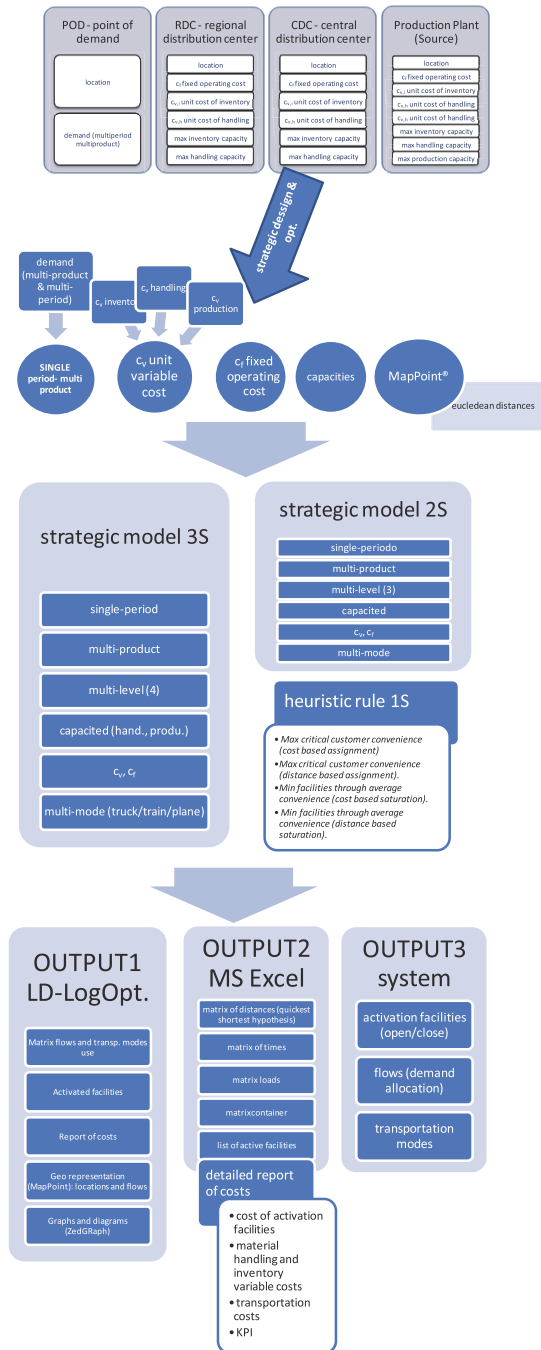 POD - point of
demand
location
demand (multiperiod
multiproduct)
RDC - regional
distribution center
location
cf fixed operating cost
cv,i unit cost of inventory
cv,h unit cost of handling
max inventory capacity
max handling capacity
CDC - central
distribution center
location
cf fixed operating cost
cv,i unit cost of inventory
cv,h unit cost of handling
max inventory capacity
max handling capacity
Production Plant
(Source)
location
cf fixed operating cost
unit cost of inventory
cv,h unit cost of handling
cv,h unit cost of handling
max inventory capacity
max handling capacity
max production capacity
strategic dessign &
opt.
demand
(multi-product
& multi-
period)
cv invento
cv handling
cv
production
SINGLE
period- multi
product
cv unit
variable
cost
cf fixed
operating
cost
capacities
MapPoint®
eucledean distances
strategic model 3S
single-period
multi-product
multi-level (4)
capacited (hand., produ.)
cv, cf
multi-mode (truck/train/plane)
strategic model 2S
single-periodo
multi-product
multi-level (3)
capacited
cv, cf
multi-mode
heuristic rule 1S
• Max critical customer convenience
(cost based assignment)
• Max critical customer convenience
(distance based assignment).
• Min facilities through average
convenience (cost based saturation).
• Min facilities through average
convenience (distance based
saturation).
OUTPUT1
LD-LogOpt.
Matrix flows and transp. modes
use
Activated facilities
Report of costs
Geo representation
(MapPoint): locations and flows
Graphs and diagrams
(ZedGRaph)
OUTPUT2
MS Excel
matrix of distances (quickest
shortest hypothesis)
matrix of times
matrix loads
matrixcontainer
list of active facilities
detailed report
of costs
• cost of activation
facilities
• material
handling and
inventory
variable costs
• transportation
costs
• KPI
OUTPUT3
system
activation facilities
(open/close)
flows (demand
allocation)
transportation
modes